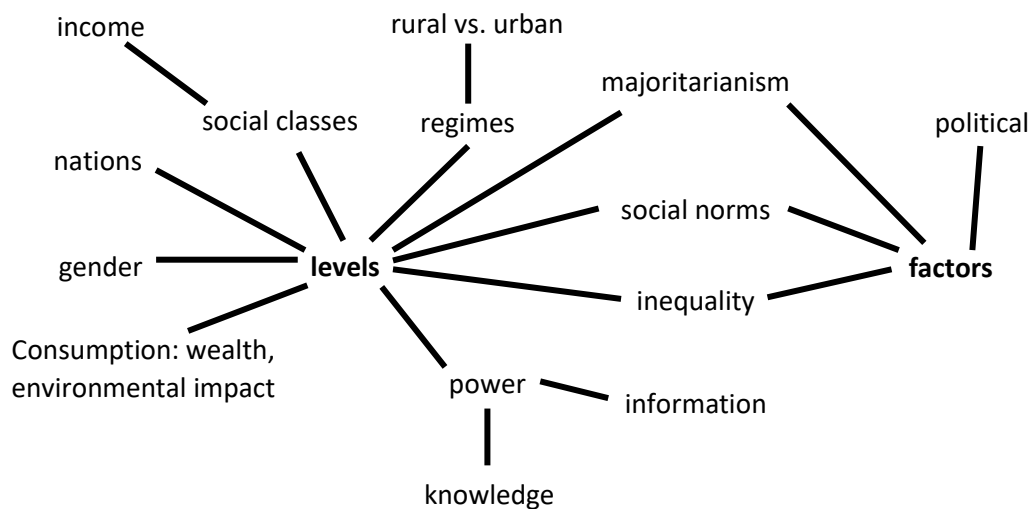 income
rural vs. urban
majoritarianism
social classes
regimes
political
nations
social norms
gender
levels
factors
inequality
Consumption: wealth,
environmental impact
power
information
knowledge